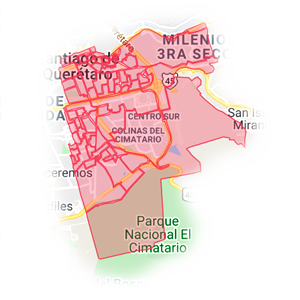 MILENIO
3RA SECC
antiago de
Querétaro
45
DE
DA
CENTRO SUR
COLINAS DEL
CIMATARIO
San Is
Miran
eremos
tiles
Parque
Nacional El
Cimatario